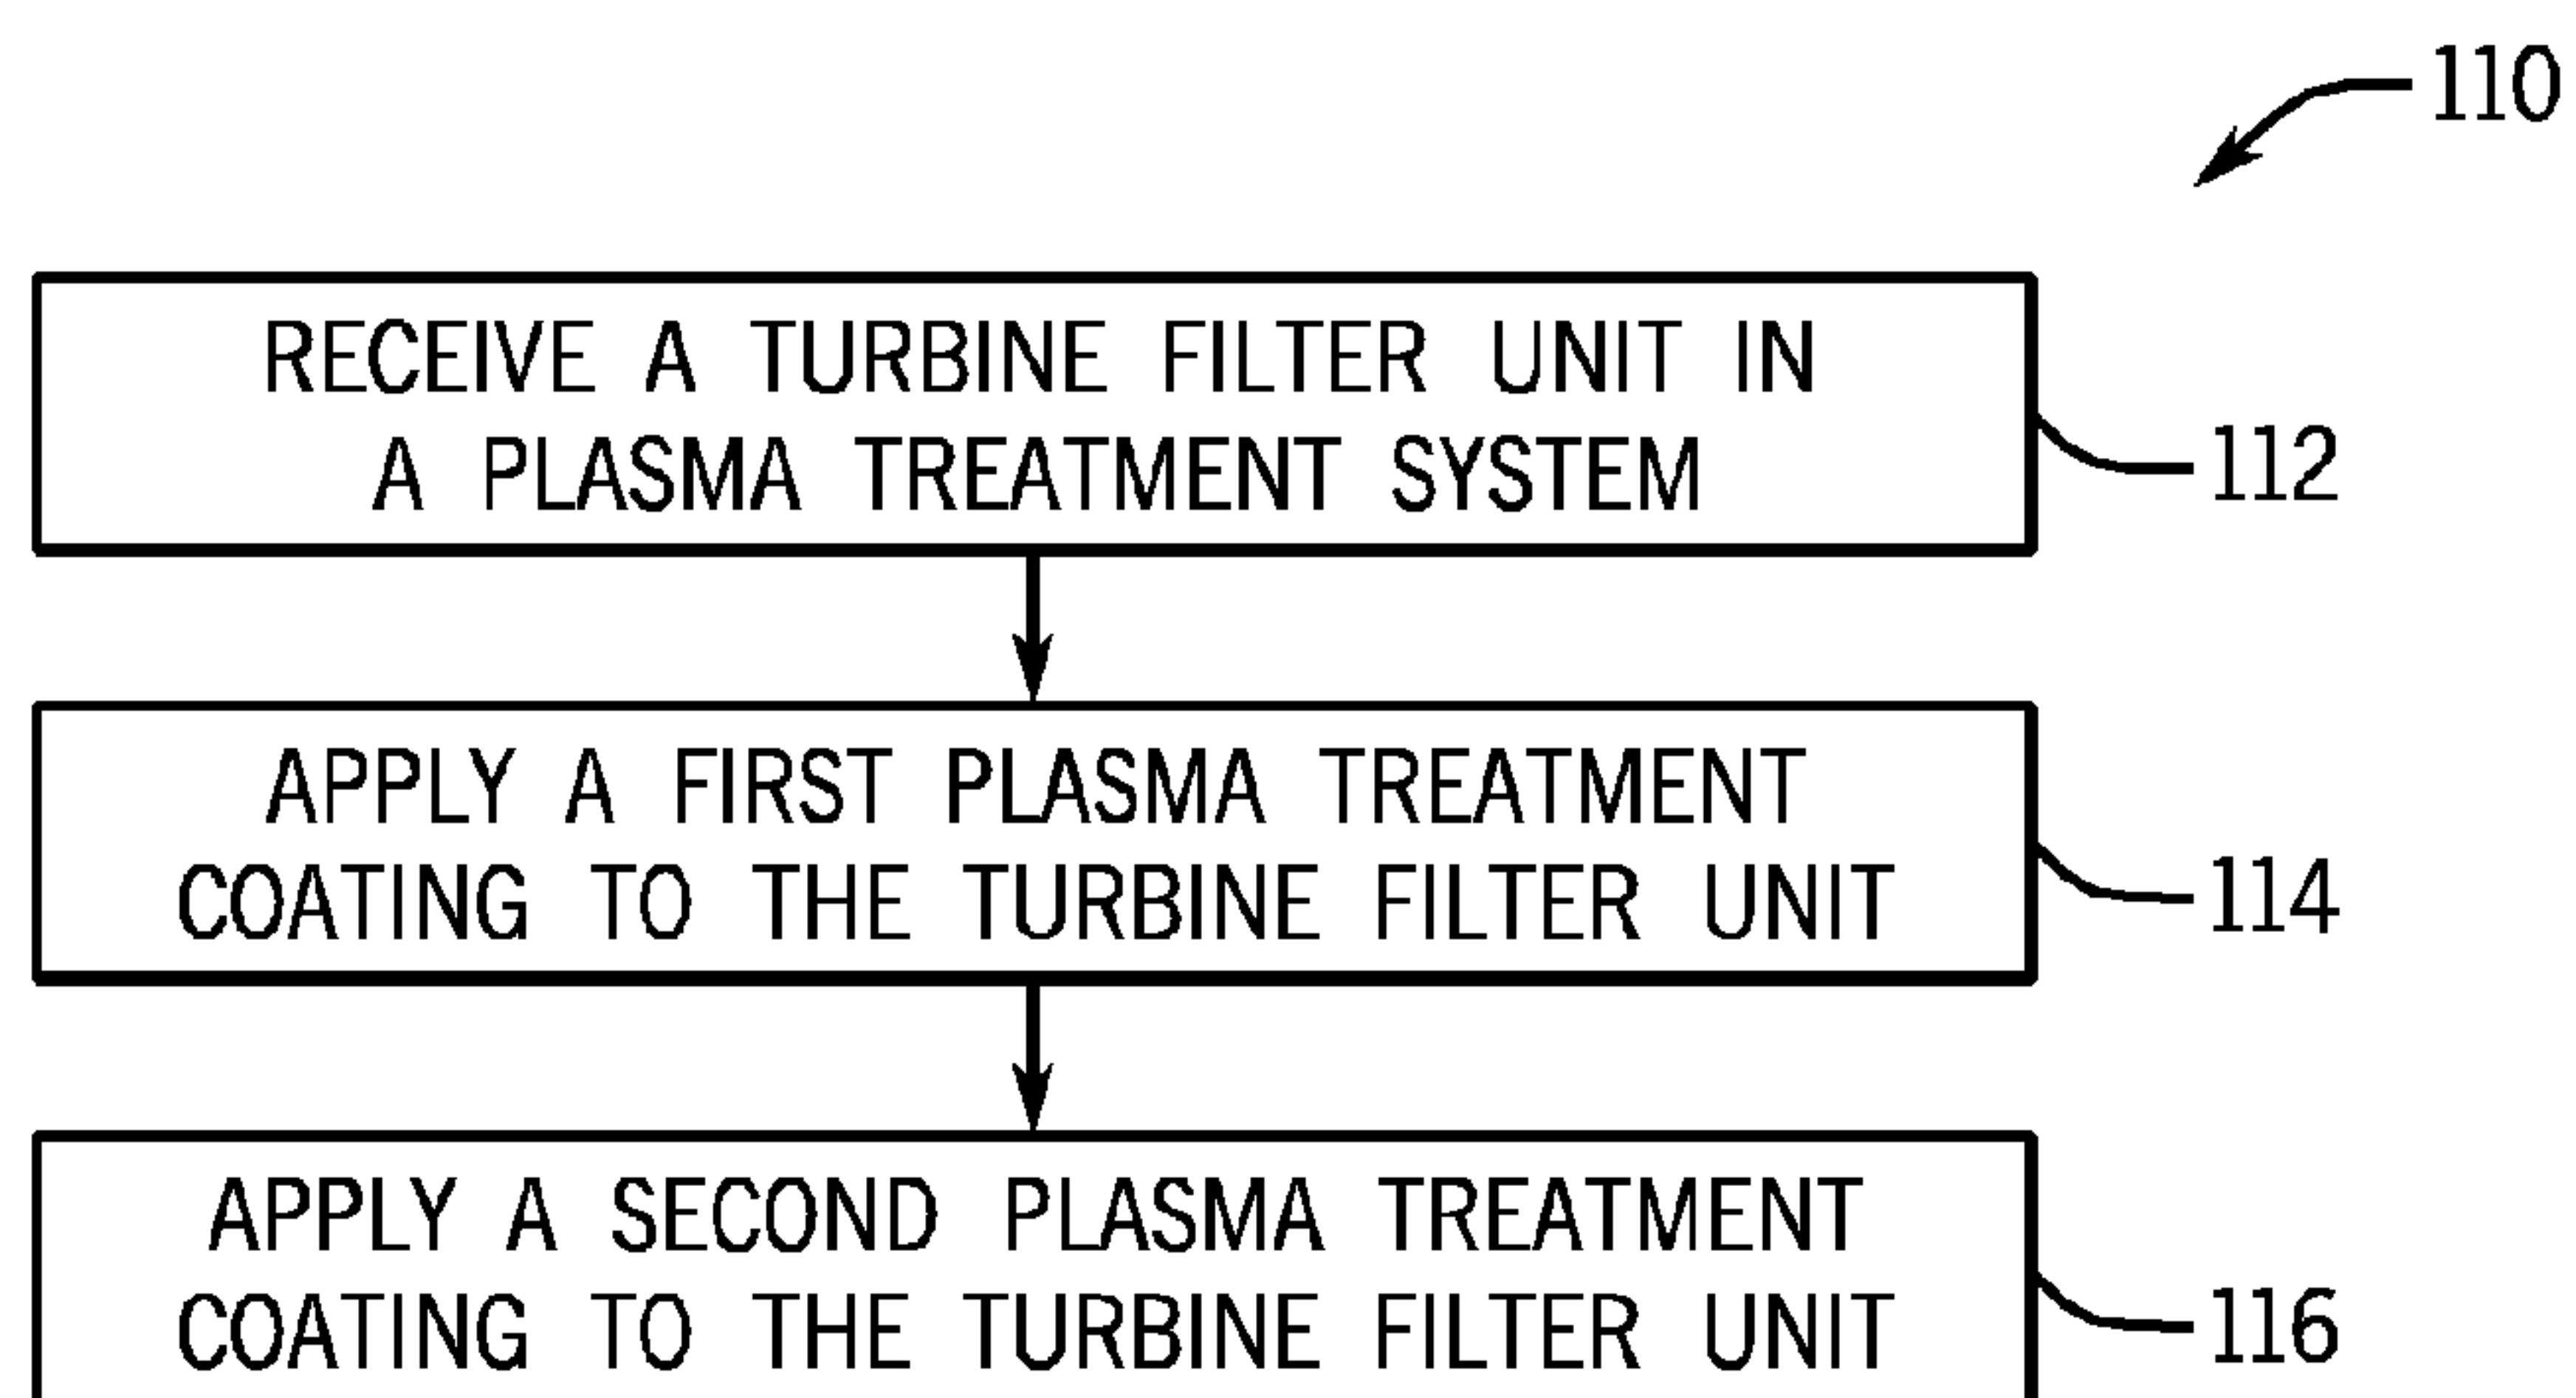 110
RECEIVE A TURBINE FILTER UNIT IN
A PLASMA TREATMENT SYSTEM
112
APPLY A FIRST PLASMA TREATMENT
COATING TO THE TURBINE FILTER UNIT
114
APPLY A SECOND PLASMA TREATMENT
COATING TO THE TURBINE FILTER UNIT
116